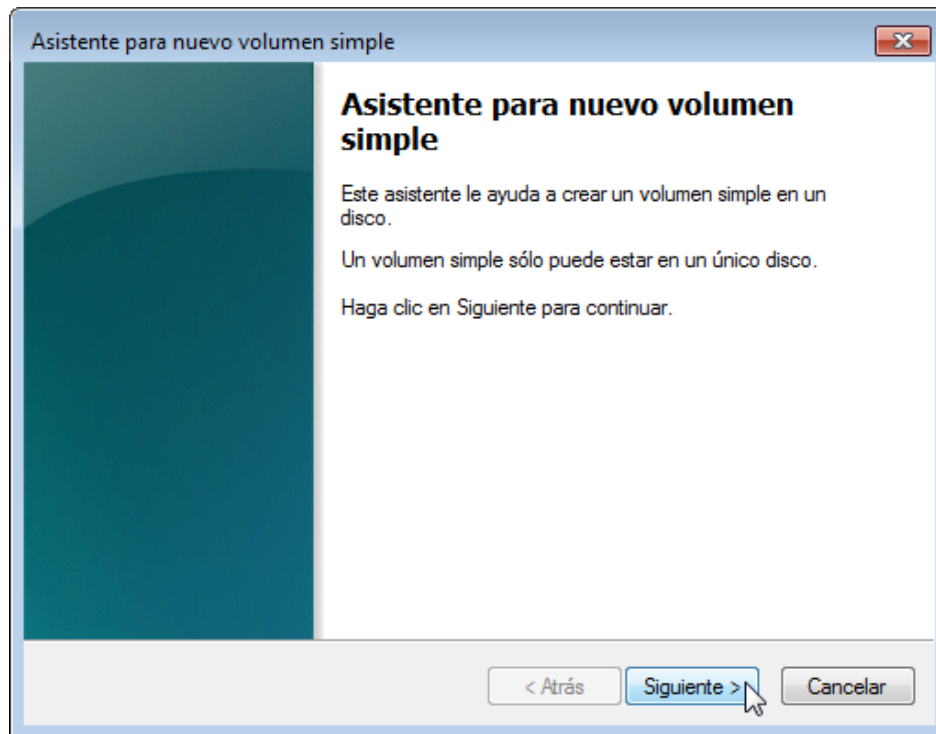 Asistente para nuevo volumen simple
Asistente para nuevo volumen
simple
Este asistente le ayuda a crear un volumen simple en un
disco.
Un volumen simple sólo puede estar en un único disco.
Haga clic en Siguiente para continuar.
< Atrás
Siguiente >
Cancelar